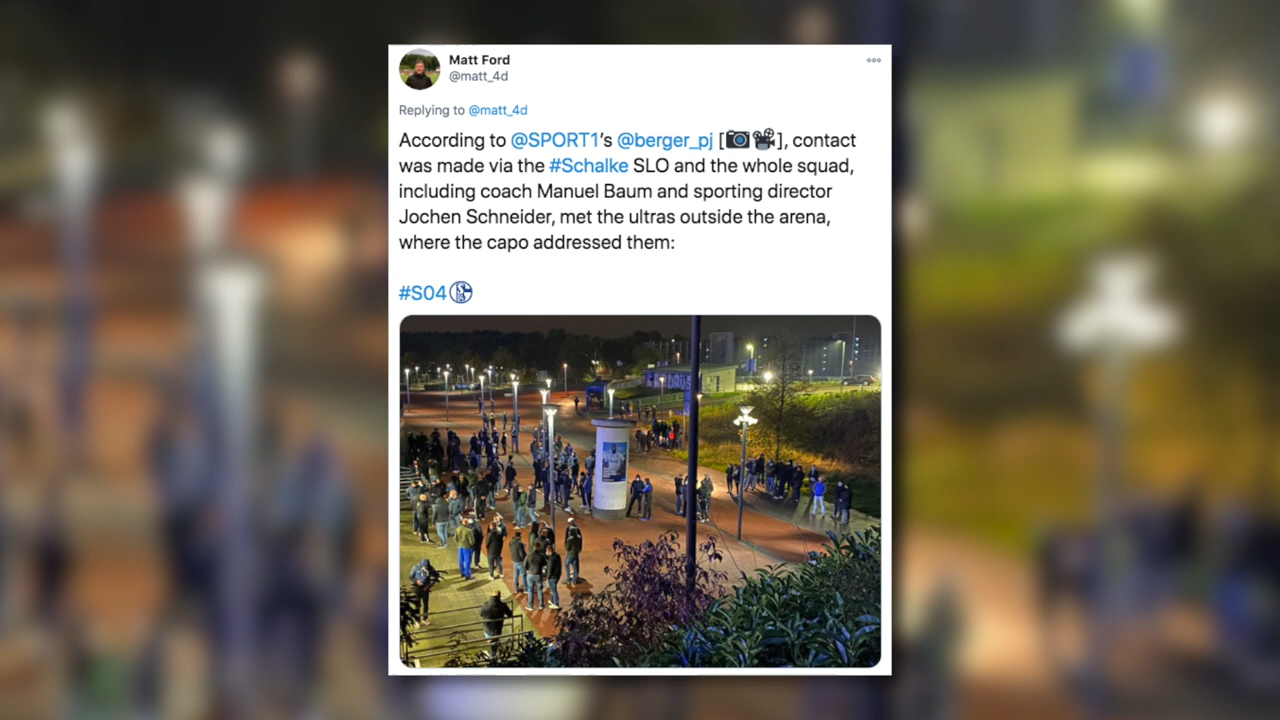 Matt Ford
@matt_4d
Replying to @matt_4d
According to @SPORT1's @berger_pj [📷🎥], contact
was made via the #Schalke SLO and the whole squad,
including coach Manuel Baum and sporting director
Jochen Schneider, met the ultras outside the arena,
where the capo addressed them:
#S04